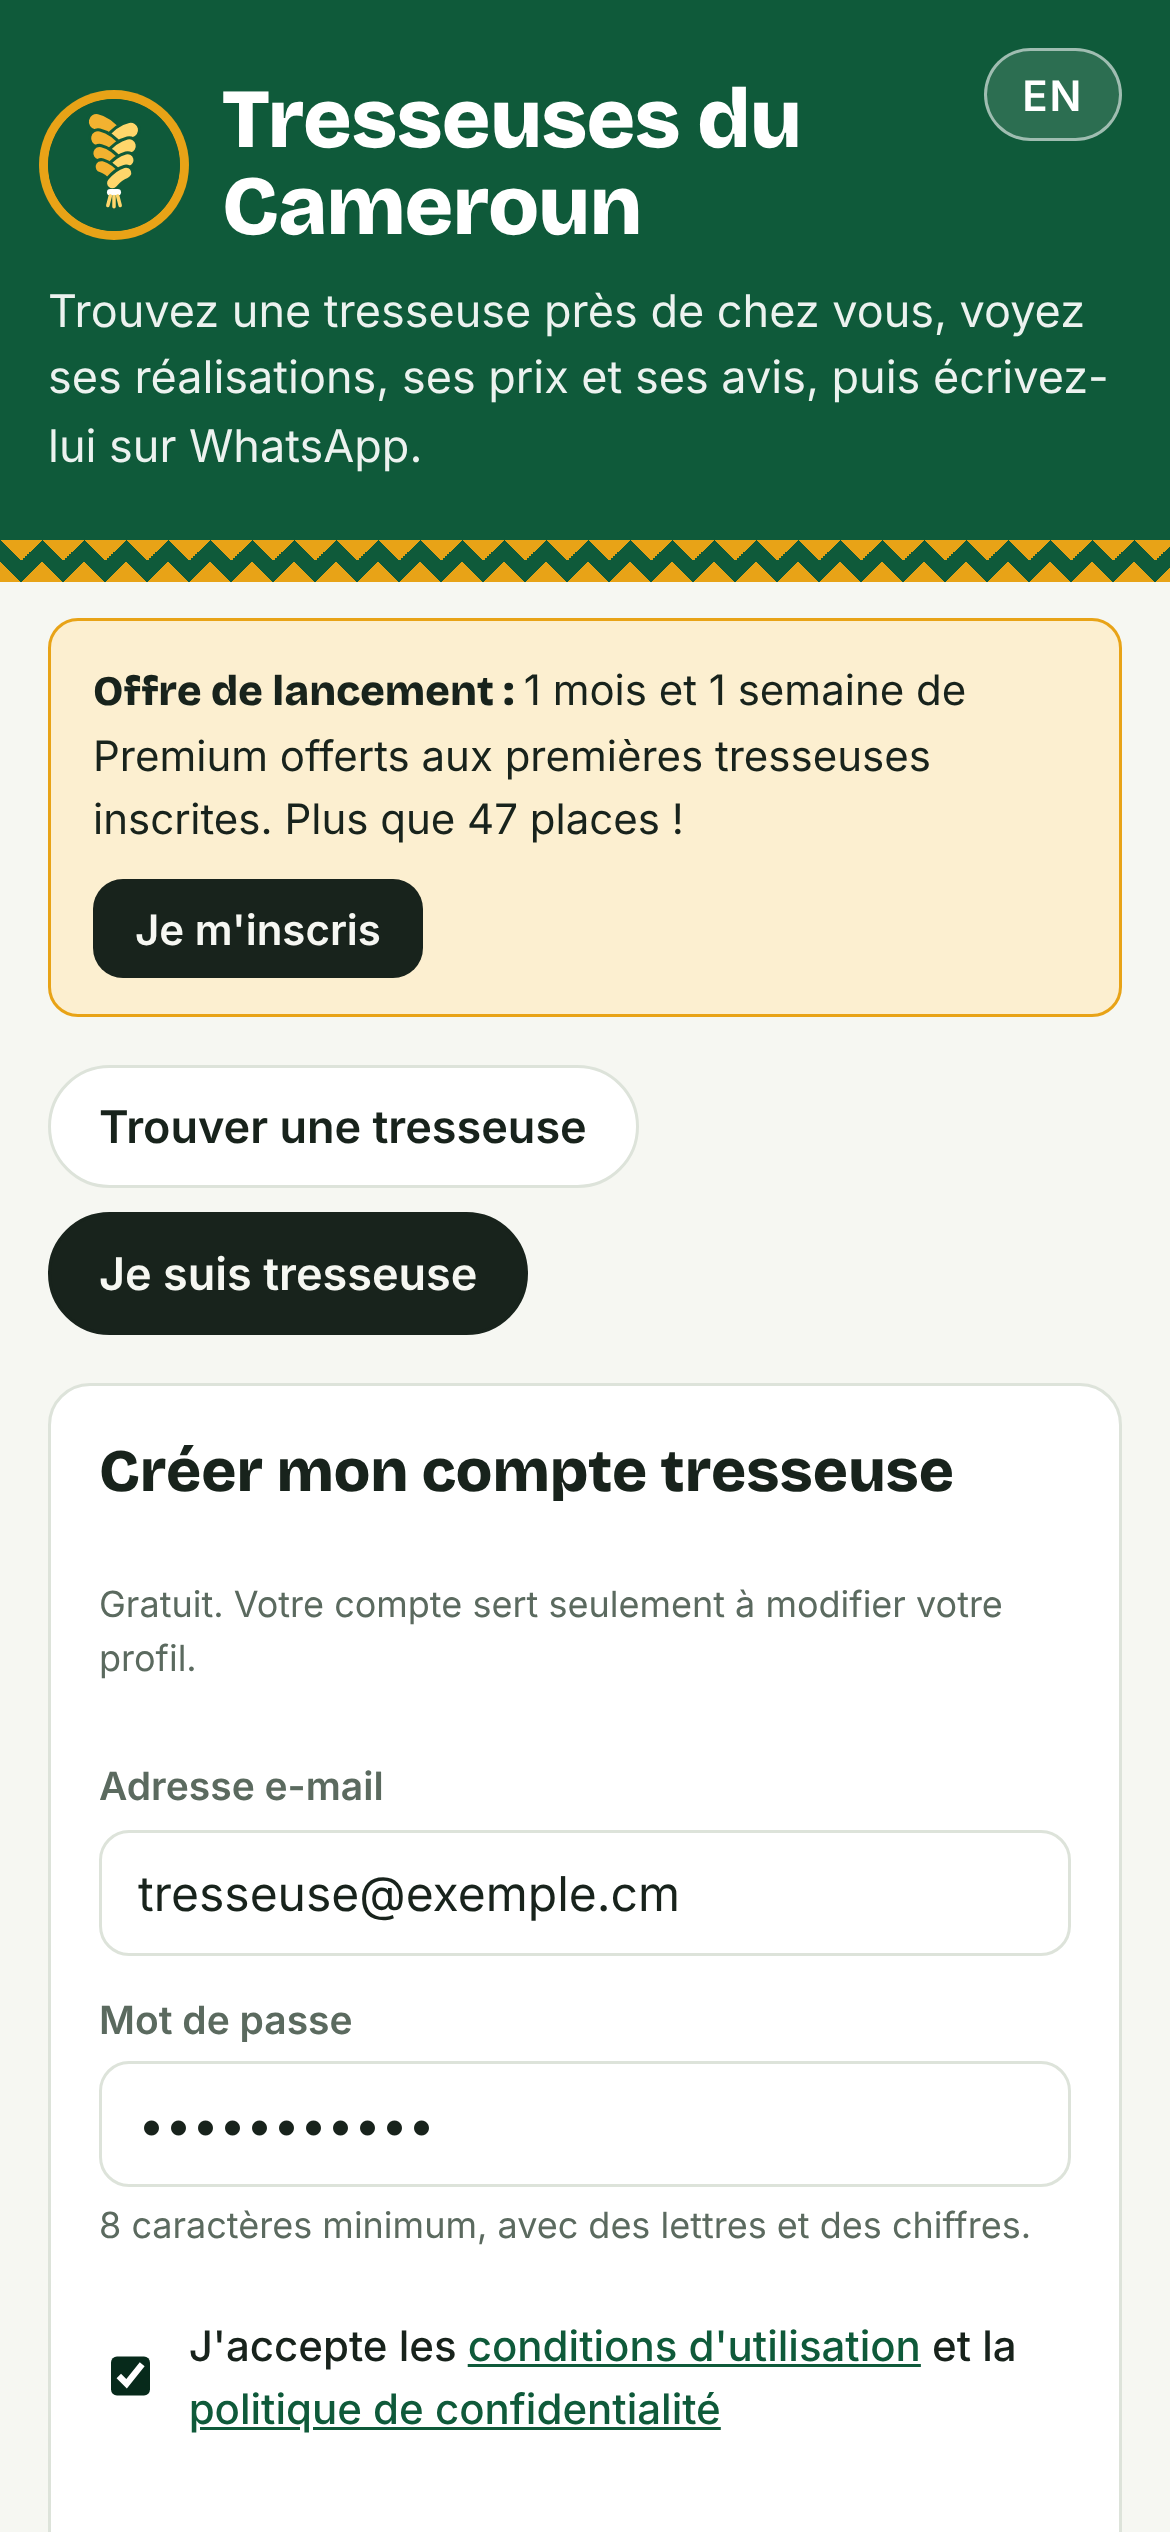 Tresseuses du
Cameroun
EN
Trouvez une tresseuse près de chez vous, voyez
ses réalisations, ses prix et ses avis, puis écrivez-
lui sur WhatsApp.
Offre de lancement : 1 mois et 1 semaine de
Premium offerts aux premières tresseuses
inscrites. Plus que 47 places !
Je m'inscris
Trouver une tresseuse
Je suis tresseuse
Créer mon compte tresseuse
Gratuit. Votre compte sert seulement à modifier votre
profil.
Adresse e-mail
tresseuse@exemple.cm
Mot de passe
•••••••••••
8 caractères minimum, avec des lettres et des chiffres.
J'accepte les conditions d'utilisation et la
politique de confidentialité